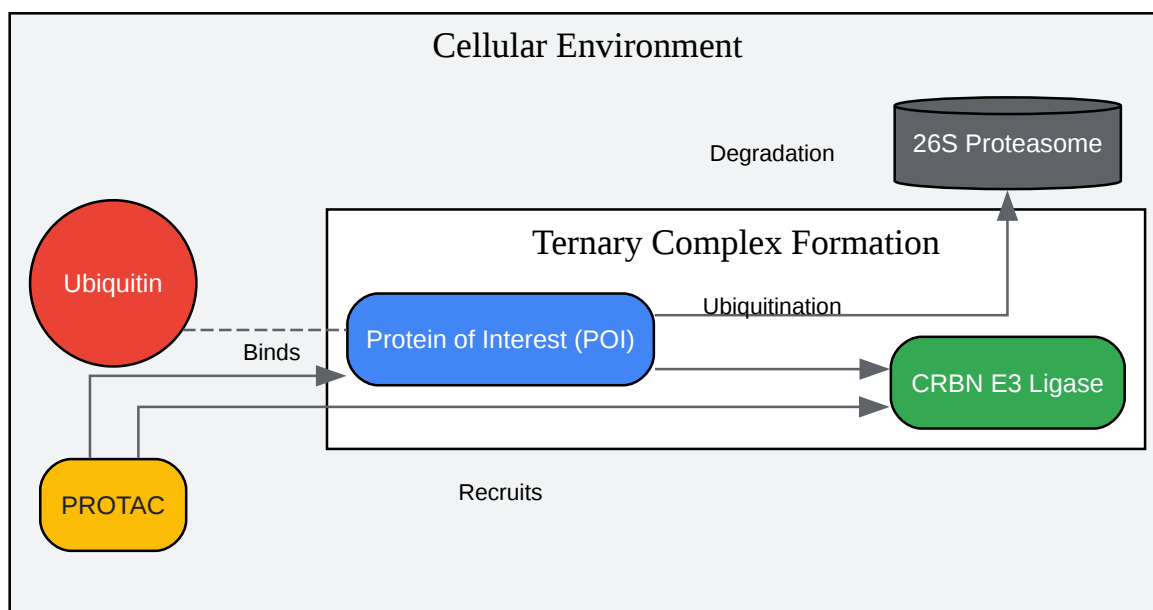 Cellular Environment
26S Proteasome
Degradation
Ternary Complex Formation
Ubiquitin
Ubiquitination
Protein of Interest (POI)
Binds
CRBN E3 Ligase
Recruits
PROTAC